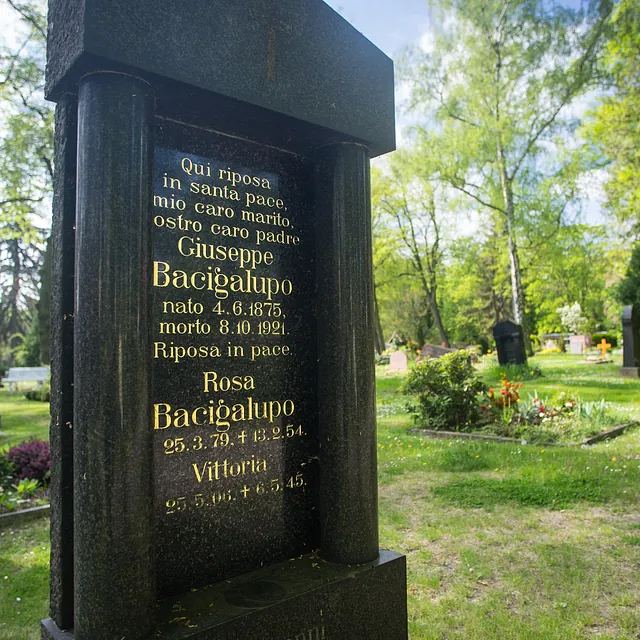 Qui riposa
in santa pace,
mio caro marito,
ostro caro padre
Giuseppe
Bacigalupo
nato 4.6.1875,
morto 8.10.1921.
Riposa in pace.
Rosa
Bacigalupo
25.3.79. † 13.2.54.
Vittoria
25.5.06. † 6.5.45.